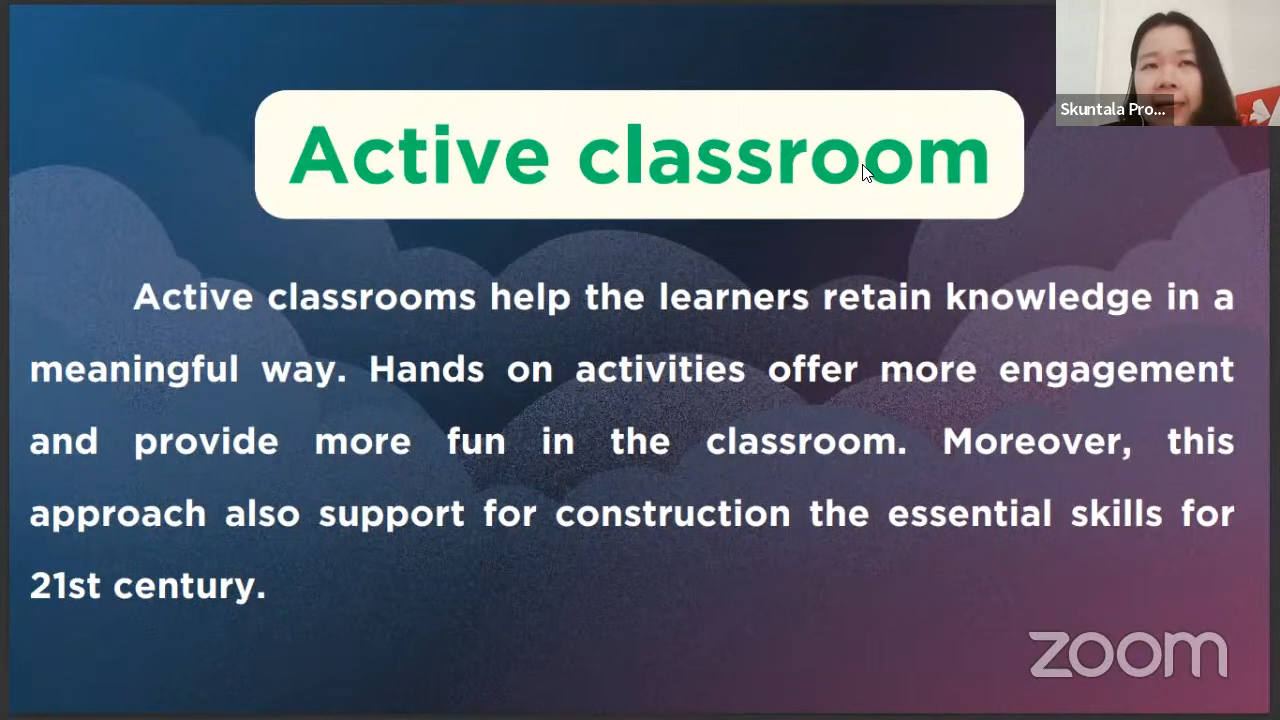 Skuntala Pro...
Active classroom
Active classrooms help the learners retain knowledge in a
meaningful way. Hands on activities offer more engagement
and provide more fun in the classroom. Moreover, this
approach also support for construction the essential skills for
21st century.
zoom